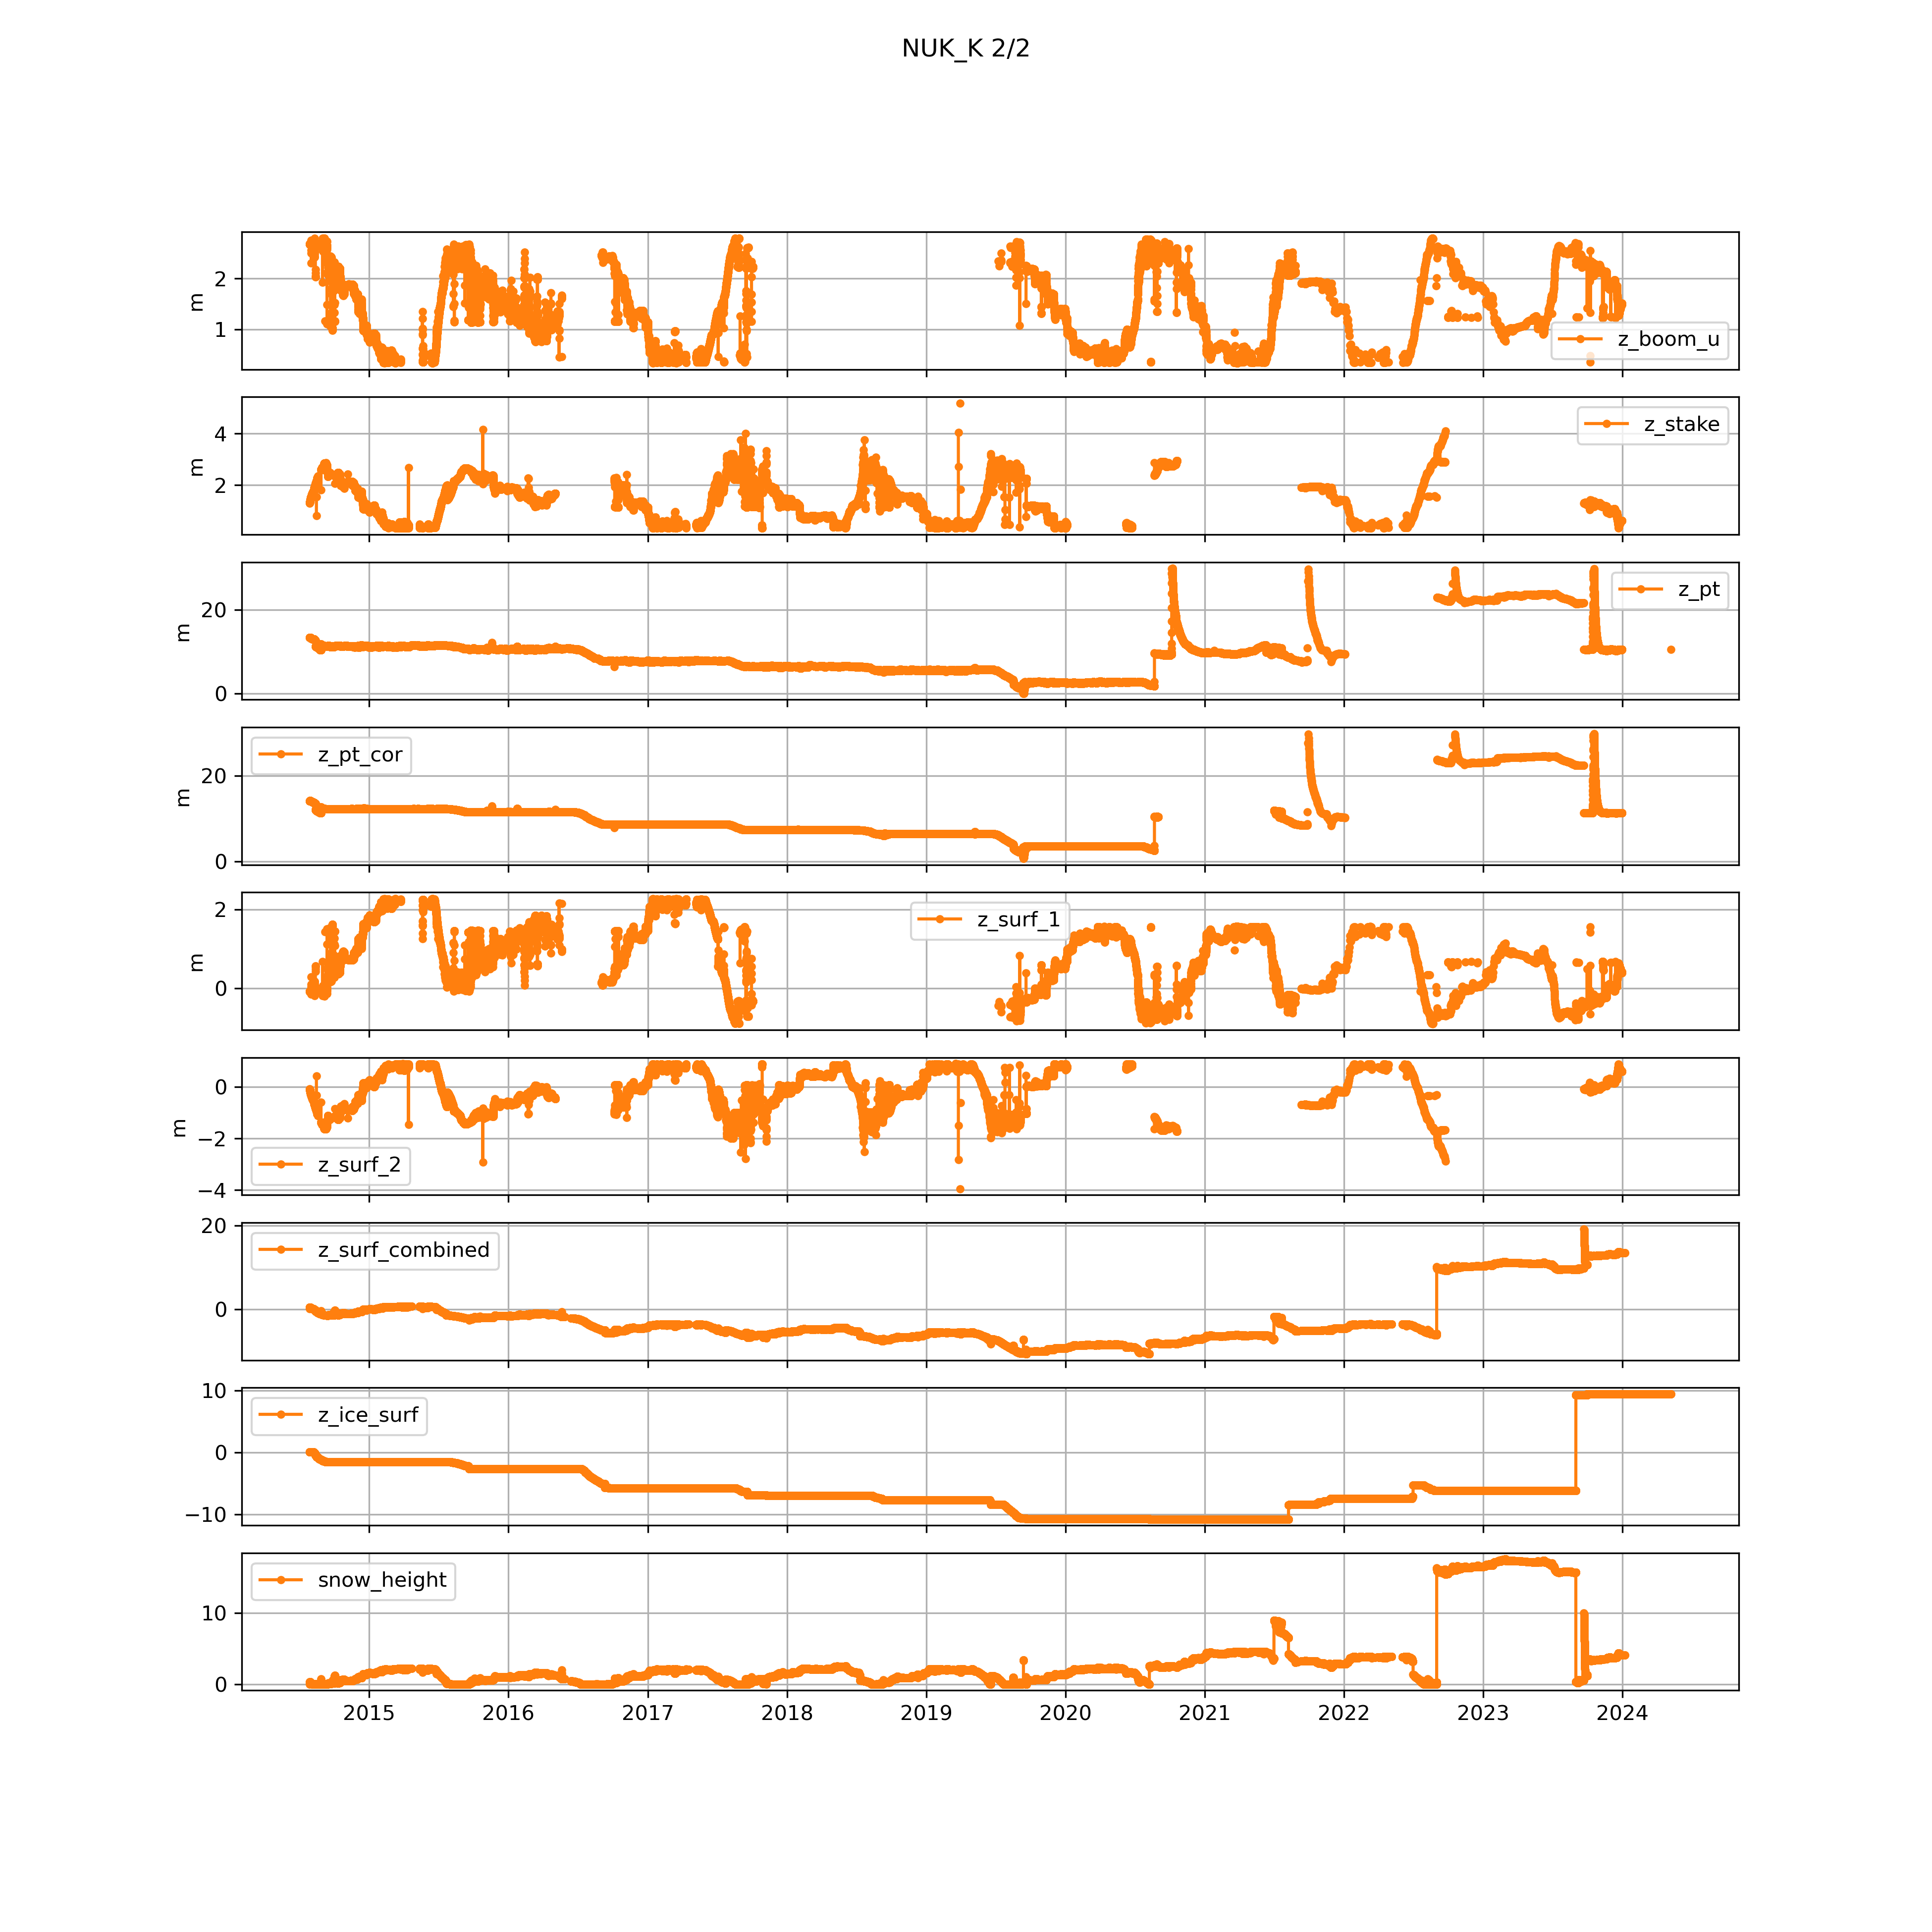 NUK_K 2/2
2
1
m
z_boom_u
4
2
m
z_stake
20
0
m
z_pt
20
0
m
z_pt_cor
2
0
m
z_surf_1
0
−2
−4
m
z_surf_2
20
0
z_surf_combined
10
0
−10
z_ice_surf
10
0
snow_height
2015 2016 2017 2018 2019 2020 2021 2022 2023 2024